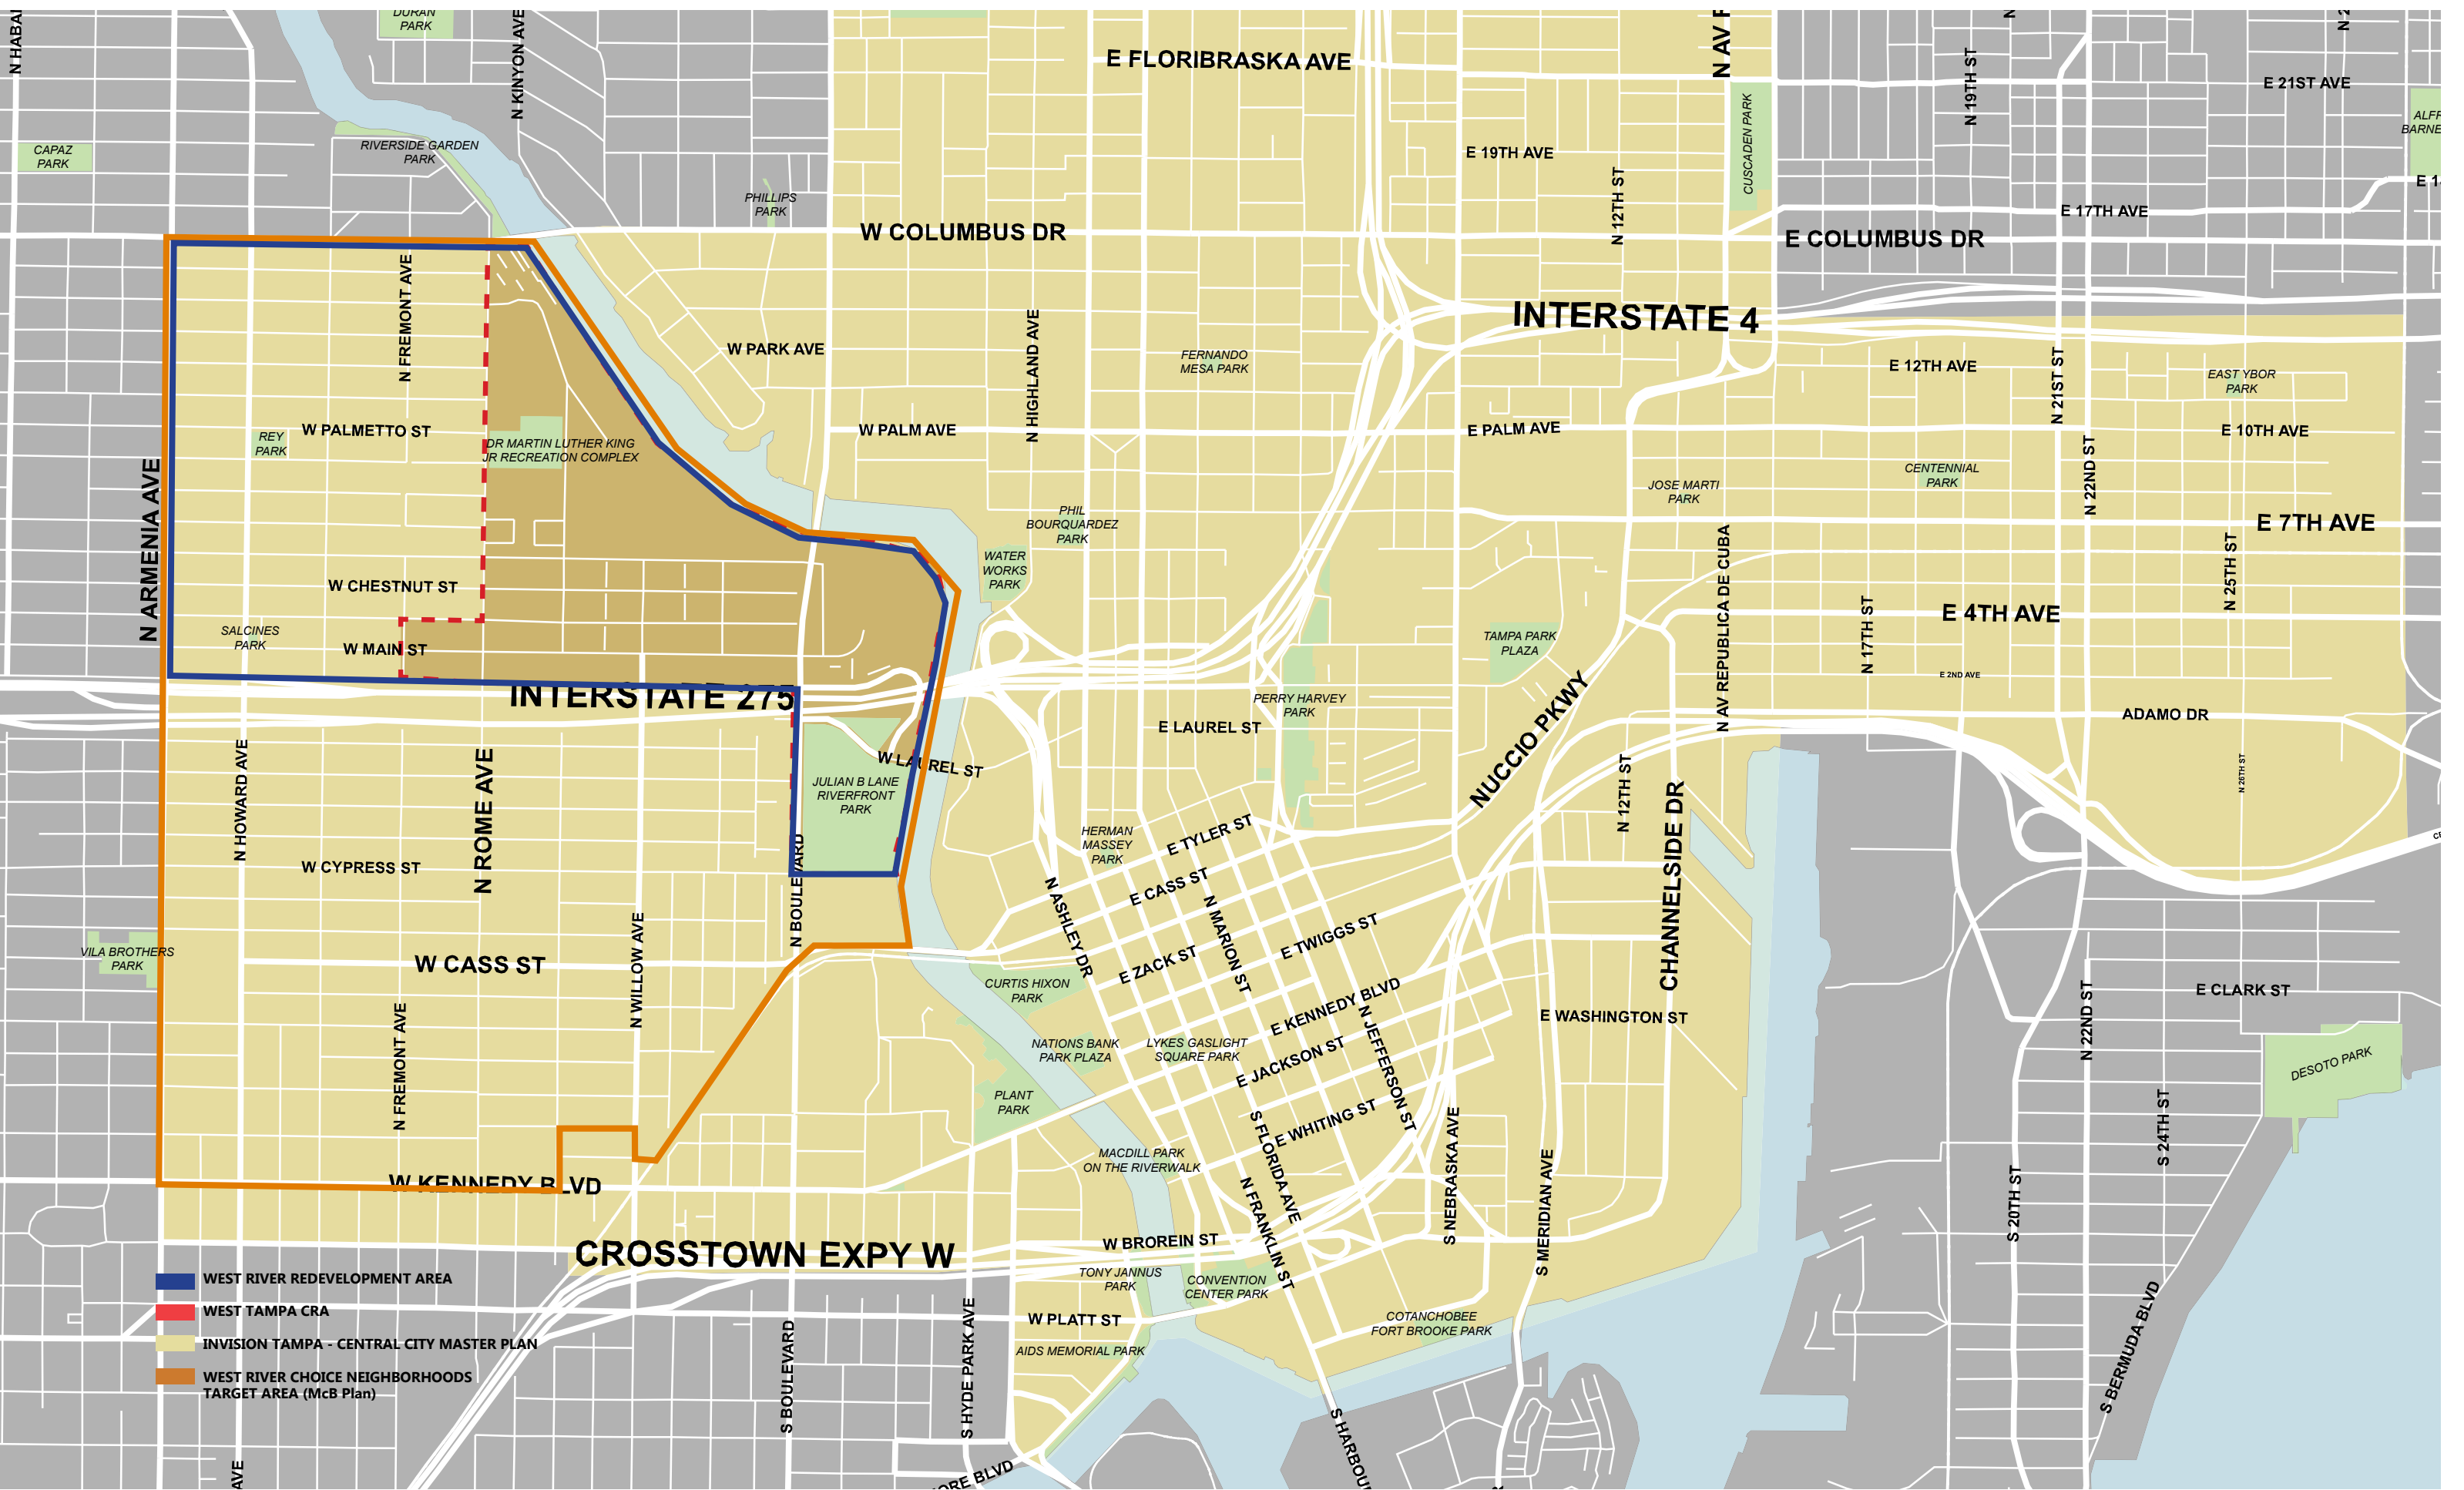 DURAN
PARK
N KINYON AVE
E FLORIBRASKA AVE
N 19TH ST
E 21ST AVE
CAPAZ
PARK
RIVERSIDE GARDEN
PARK
PHILLIPS
PARK
E 19TH AVE
N 12TH ST
CUSCADEN PARK
E 17TH AVE
W COLUMBUS DR
E COLUMBUS DR
N FREMONT AVE
INTERSTATE 4
W PARK AVE
N HIGHLAND AVE
FERNANDO
MESA PARK
E 12TH AVE
N 21ST ST
EAST YBOR
PARK
REY
PARK
W PALMETTO ST
DR MARTIN LUTHER KING
JR RECREATION COMPLEX
W PALM AVE
E PALM AVE
E 10TH AVE
N ARMENIA AVE
JOSE MARTI
PARK
CENTENNIAL
PARK
N 22ND ST
PHIL
BOURQUARDEZ
PARK
E 7TH AVE
WATER
WORKS
PARK
W CHESTNUT ST
N AV REPUBLICA DE CUBA
N 17TH ST
N 25TH ST
E 4TH AVE
SALCINES
PARK
W MAIN ST
TAMPA PARK
PLAZA
E 2ND AVE
INTERSTATE 275
PERRY HARVEY
PARK
E LAUREL ST
NUCCIO PKWY
ADAMO DR
N HOWARD AVE
N ROME AVE
W LAUREL ST
JULIAN B LANE
RIVERFRONT
PARK
N 12TH ST
CHANNELSIDE DR
N 26TH ST
HERMAN
MASSEY
PARK
E TYLER ST
W CYPRESS ST
N BOULEVARD
E CASS ST
N ASHLEY DR
N MARION ST
E TWIGGS ST
VILA BROTHERS
PARK
W CASS ST
N WILLOW AVE
E ZACK ST
CURTIS HIXON
PARK
E KENNEDY BLVD
E CLARK ST
N FREMONT AVE
E WASHINGTON ST
N 22ND ST
NATIONS BANK
PARK PLAZA
LYKES GASLIGHT
SQUARE PARK
N JEFFERSON ST
E JACKSON ST
DESOTO PARK
PLANT
PARK
E WHITING ST
S FLORIDA AVE
S NEBRASKA AVE
S MERIDIAN AVE
S 24TH ST
MACDILL PARK
ON THE RIVERWALK
W KENNEDY BLVD
N FRANKLIN ST
S 20TH ST
CROSSTOWN EXPY W
W BROREIN ST
TONY JANNUS
PARK
CONVENTION
CENTER PARK
S BERMUDA BLVD
WEST RIVER REDEVELOPMENT AREA
WEST TAMPA CRA
INVISION TAMPA - CENTRAL CITY MASTER PLAN
WEST RIVER CHOICE NEIGHBORHOODS
TARGET AREA (McB Plan)
S BOULEVARD
S HYDE PARK AVE
W PLATT ST
AIDS MEMORIAL PARK
COTANCHOBEE
FORT BROOKE PARK
S HARBOU
ORE BLVD
AVE